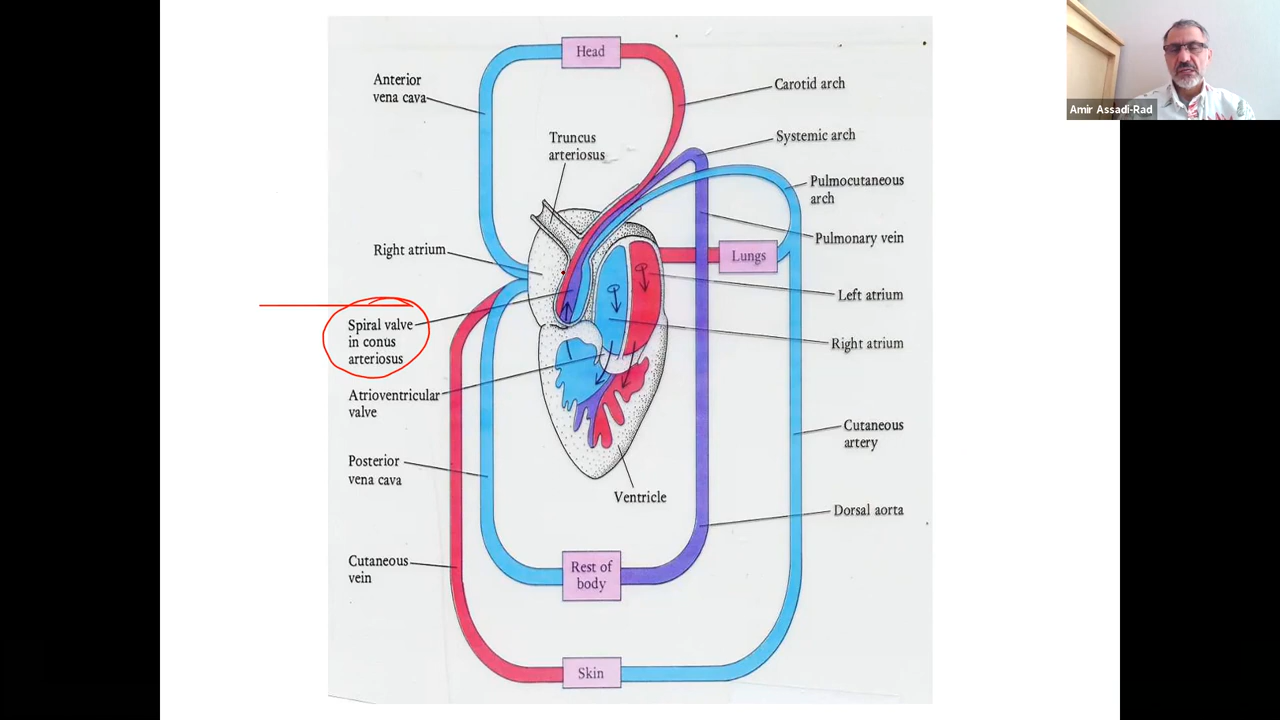 Head
Anterior
vena cava
Carotid arch
Truncus
arteriosus
Systemic arch
Pulmocutaneous
arch
Right atrium
Pulmonary vein
Lungs
Left atrium
Spiral valve
in conus
arteriosus
Right atrium
Atrioventricular
valve
Cutaneous
artery
Posterior
vena cava
Ventricle
Dorsal aorta
Cutaneous
vein
Rest of
body
Skin
Amir Assadi-Rad